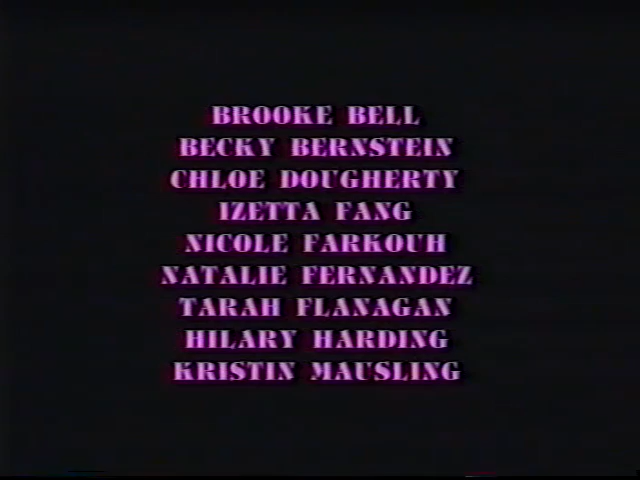 BROOKE BELL
BECKY BERNSTEIN
CHLOE DOUGHERTY
IZETTA FANG
NICOLE FARKOUH
NATALIE FERNANDEZ
TARAH FLANAGAN
HILARY HARDING
KRISTIN MAUSLING